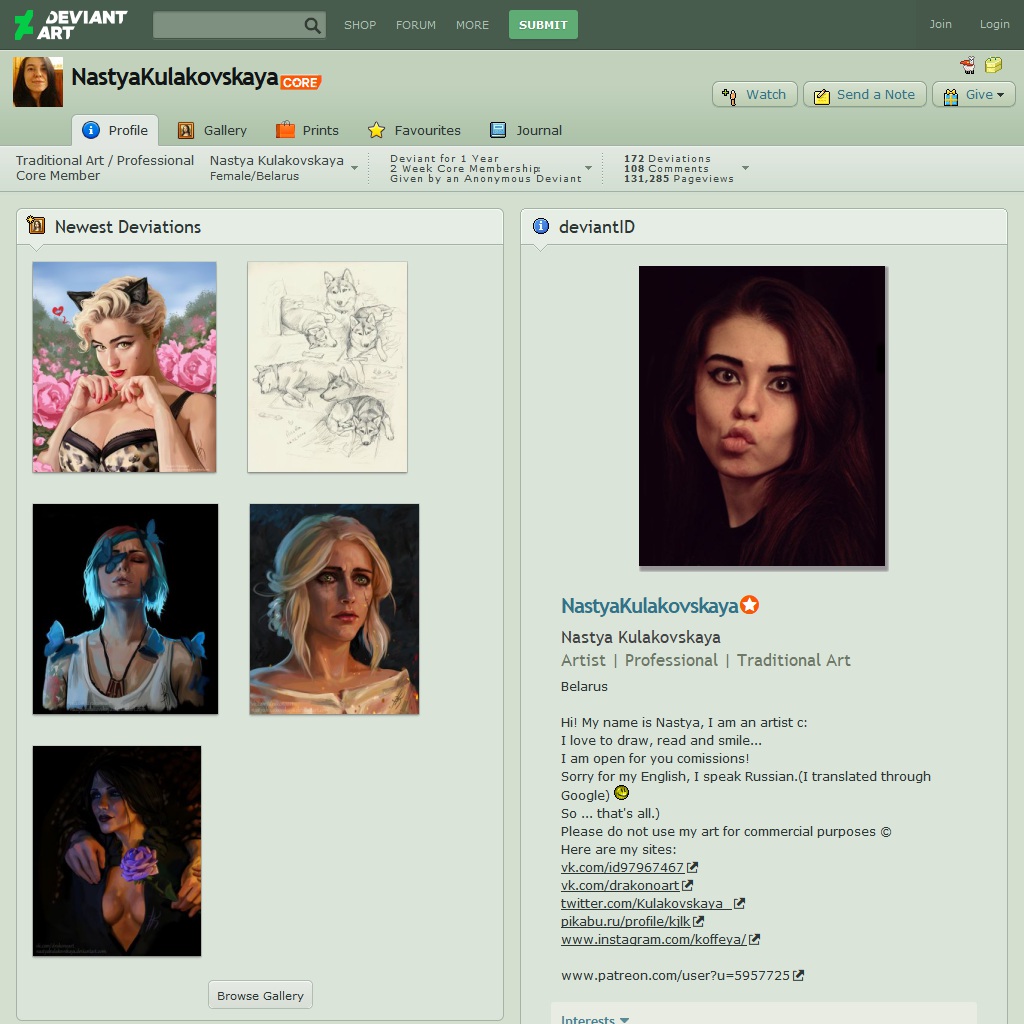 DEVIANT ART
SHOP FORUM MORE SUBMIT Join Login
NastyaKulakovskaya CORE
Watch Send a Note Give
Profile Gallery Prints Favourites Journal
Traditional Art / Professional
Core Member
Nastya Kulakovskaya
Female/Belarus
Deviant for 1 Year
2 Week Core Membership:
Given by an Anonymous Deviant
172 Deviations
108 Comments
131,285 Pageviews
Newest Deviations
Browse Gallery
deviantID
NastyaKulakovskaya
Nastya Kulakovskaya
Artist | Professional | Traditional Art
Belarus
Hi! My name is Nastya, I am an artist c:
I love to draw, read and smile...
I am open for you comissions!
Sorry for my English, I speak Russian.(I translated through
Google)
So ... that's all.)
Please do not use my art for commercial purposes ©
Here are my sites:
vk.com/id97967467
vk.com/drakonoart
twitter.com/Kulakovskaya_
pikabu.ru/profile/kjlk
www.instagram.com/koffeya/
www.patreon.com/user?u=5957725
Interests